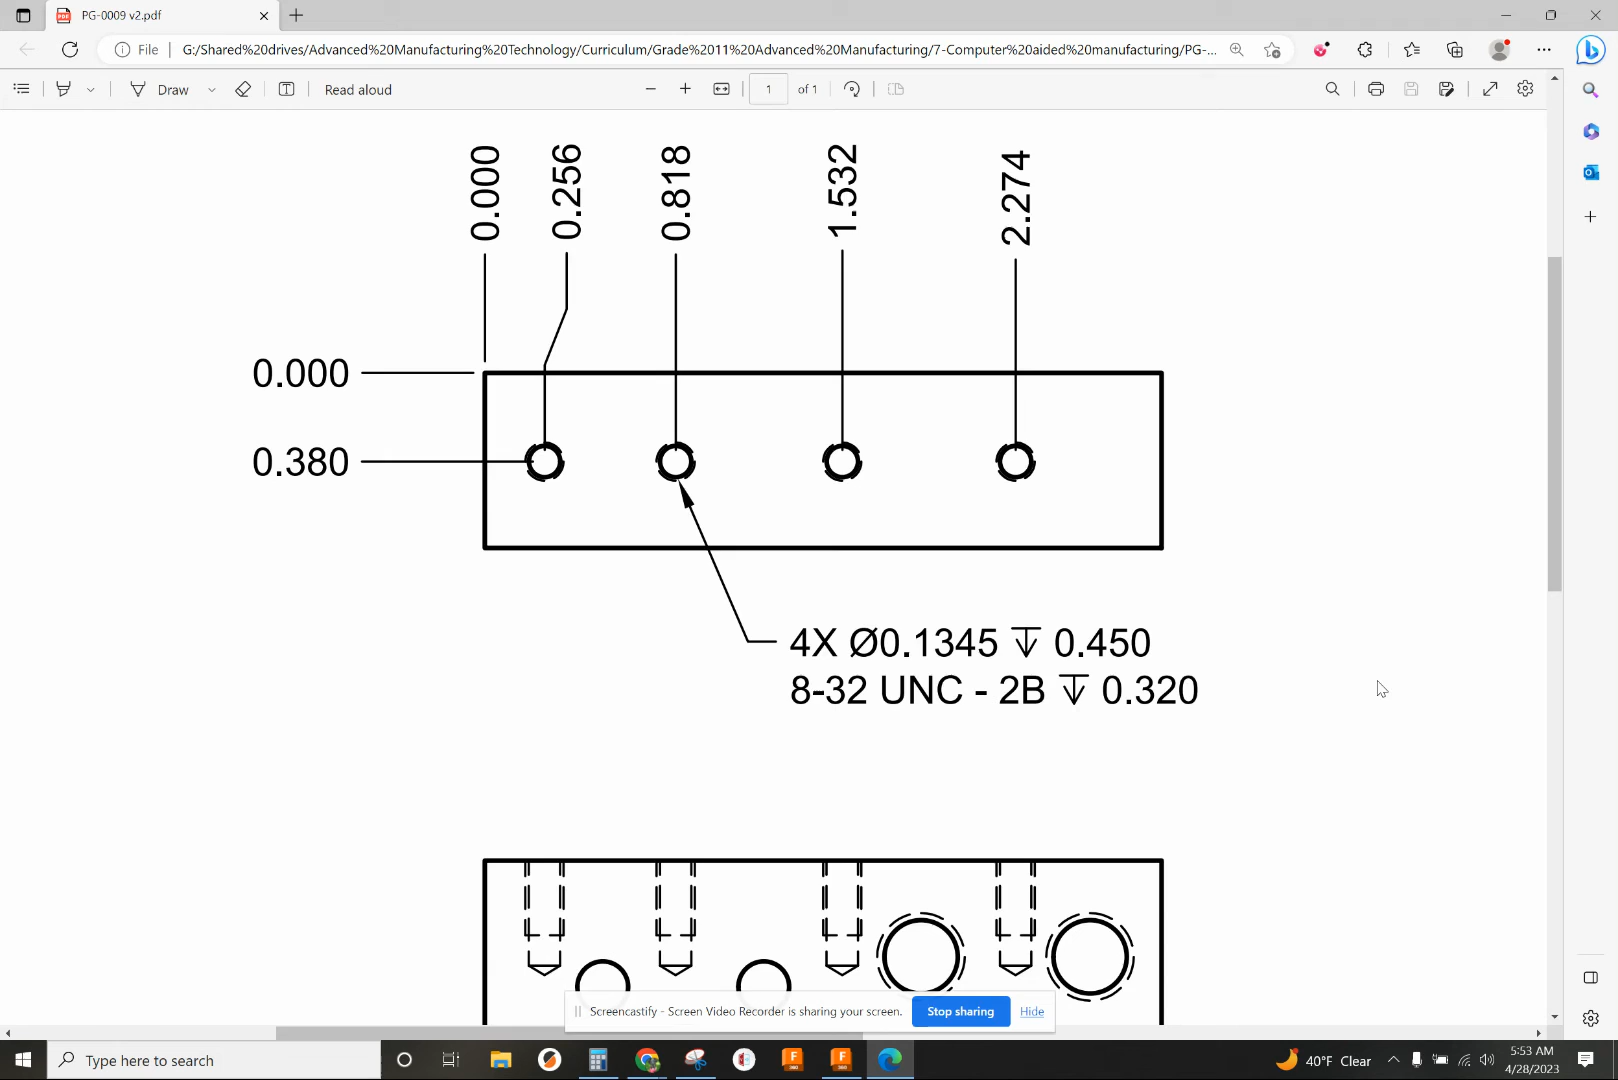 PG-0009 v2.pdf
File
G:/Shared%20drives/Advanced%20Manufacturing%20Technology/Curriculum/Grade%2011%20Advanced%20Manufacturing/7-Computer%20aided%20manufacturing/PG-...
Draw
Read aloud
1
of 1
0.000
0.256
0.818
1.532
2.274
0.000
0.380
4X Ø0.1345 ↧ 0.450
8-32 UNC - 2B ↧ 0.320
Screencastify - Screen Video Recorder is sharing your screen.
Stop sharing
Hide
Type here to search
40°F Clear
5:53 AM
4/28/2023